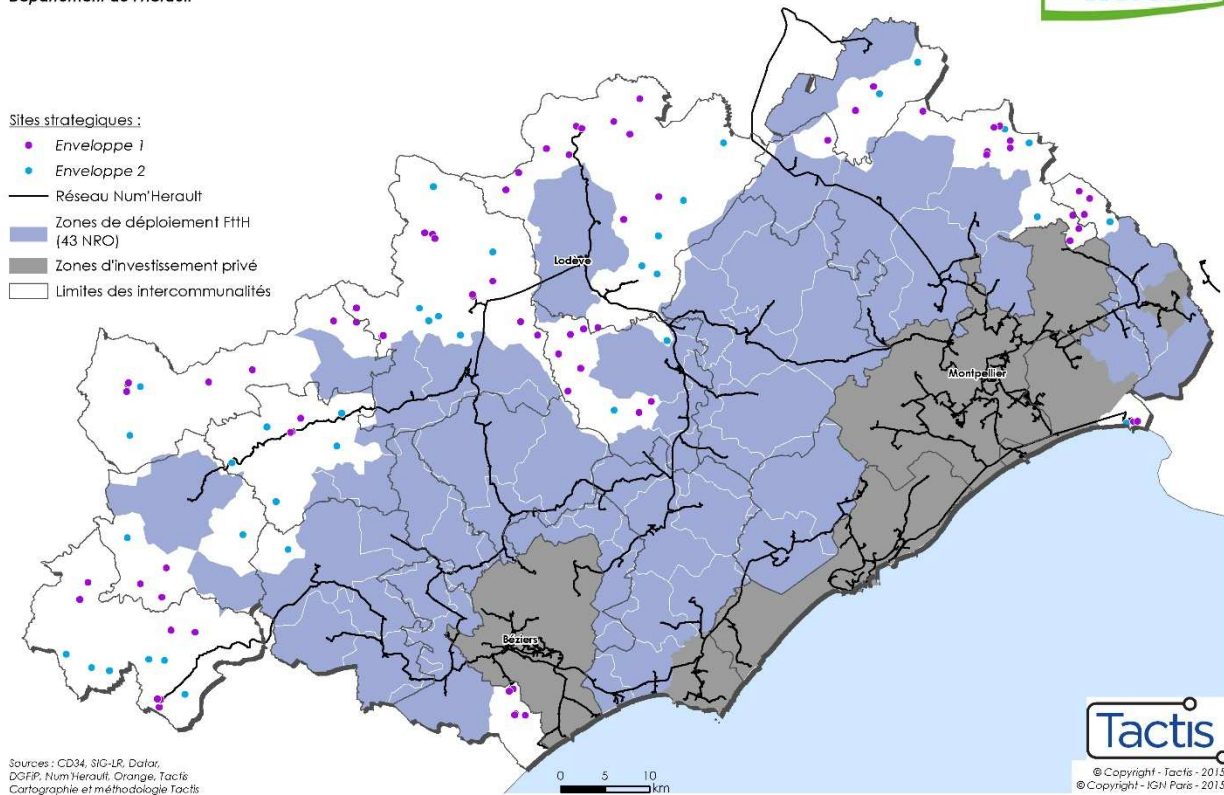 Département de l'Hérault
Sites strategiques :
Enveloppe 1
Enveloppe 2
Réseau Num'Herault
Zones de déploiement FttH
(43 NRO)
Zones d'investissement privé
Limites des intercommunalités
Lodève
Montpellier
Béziers
Sources : CD34, SIG-LR, Datar,
DGFiP, Num'Herault, Orange, Tactis
Cartographie et méthodologie Tactis
0 5 10
km
Tactis
© Copyright - Tactis - 2015
© Copyright - IGN Paris - 2015